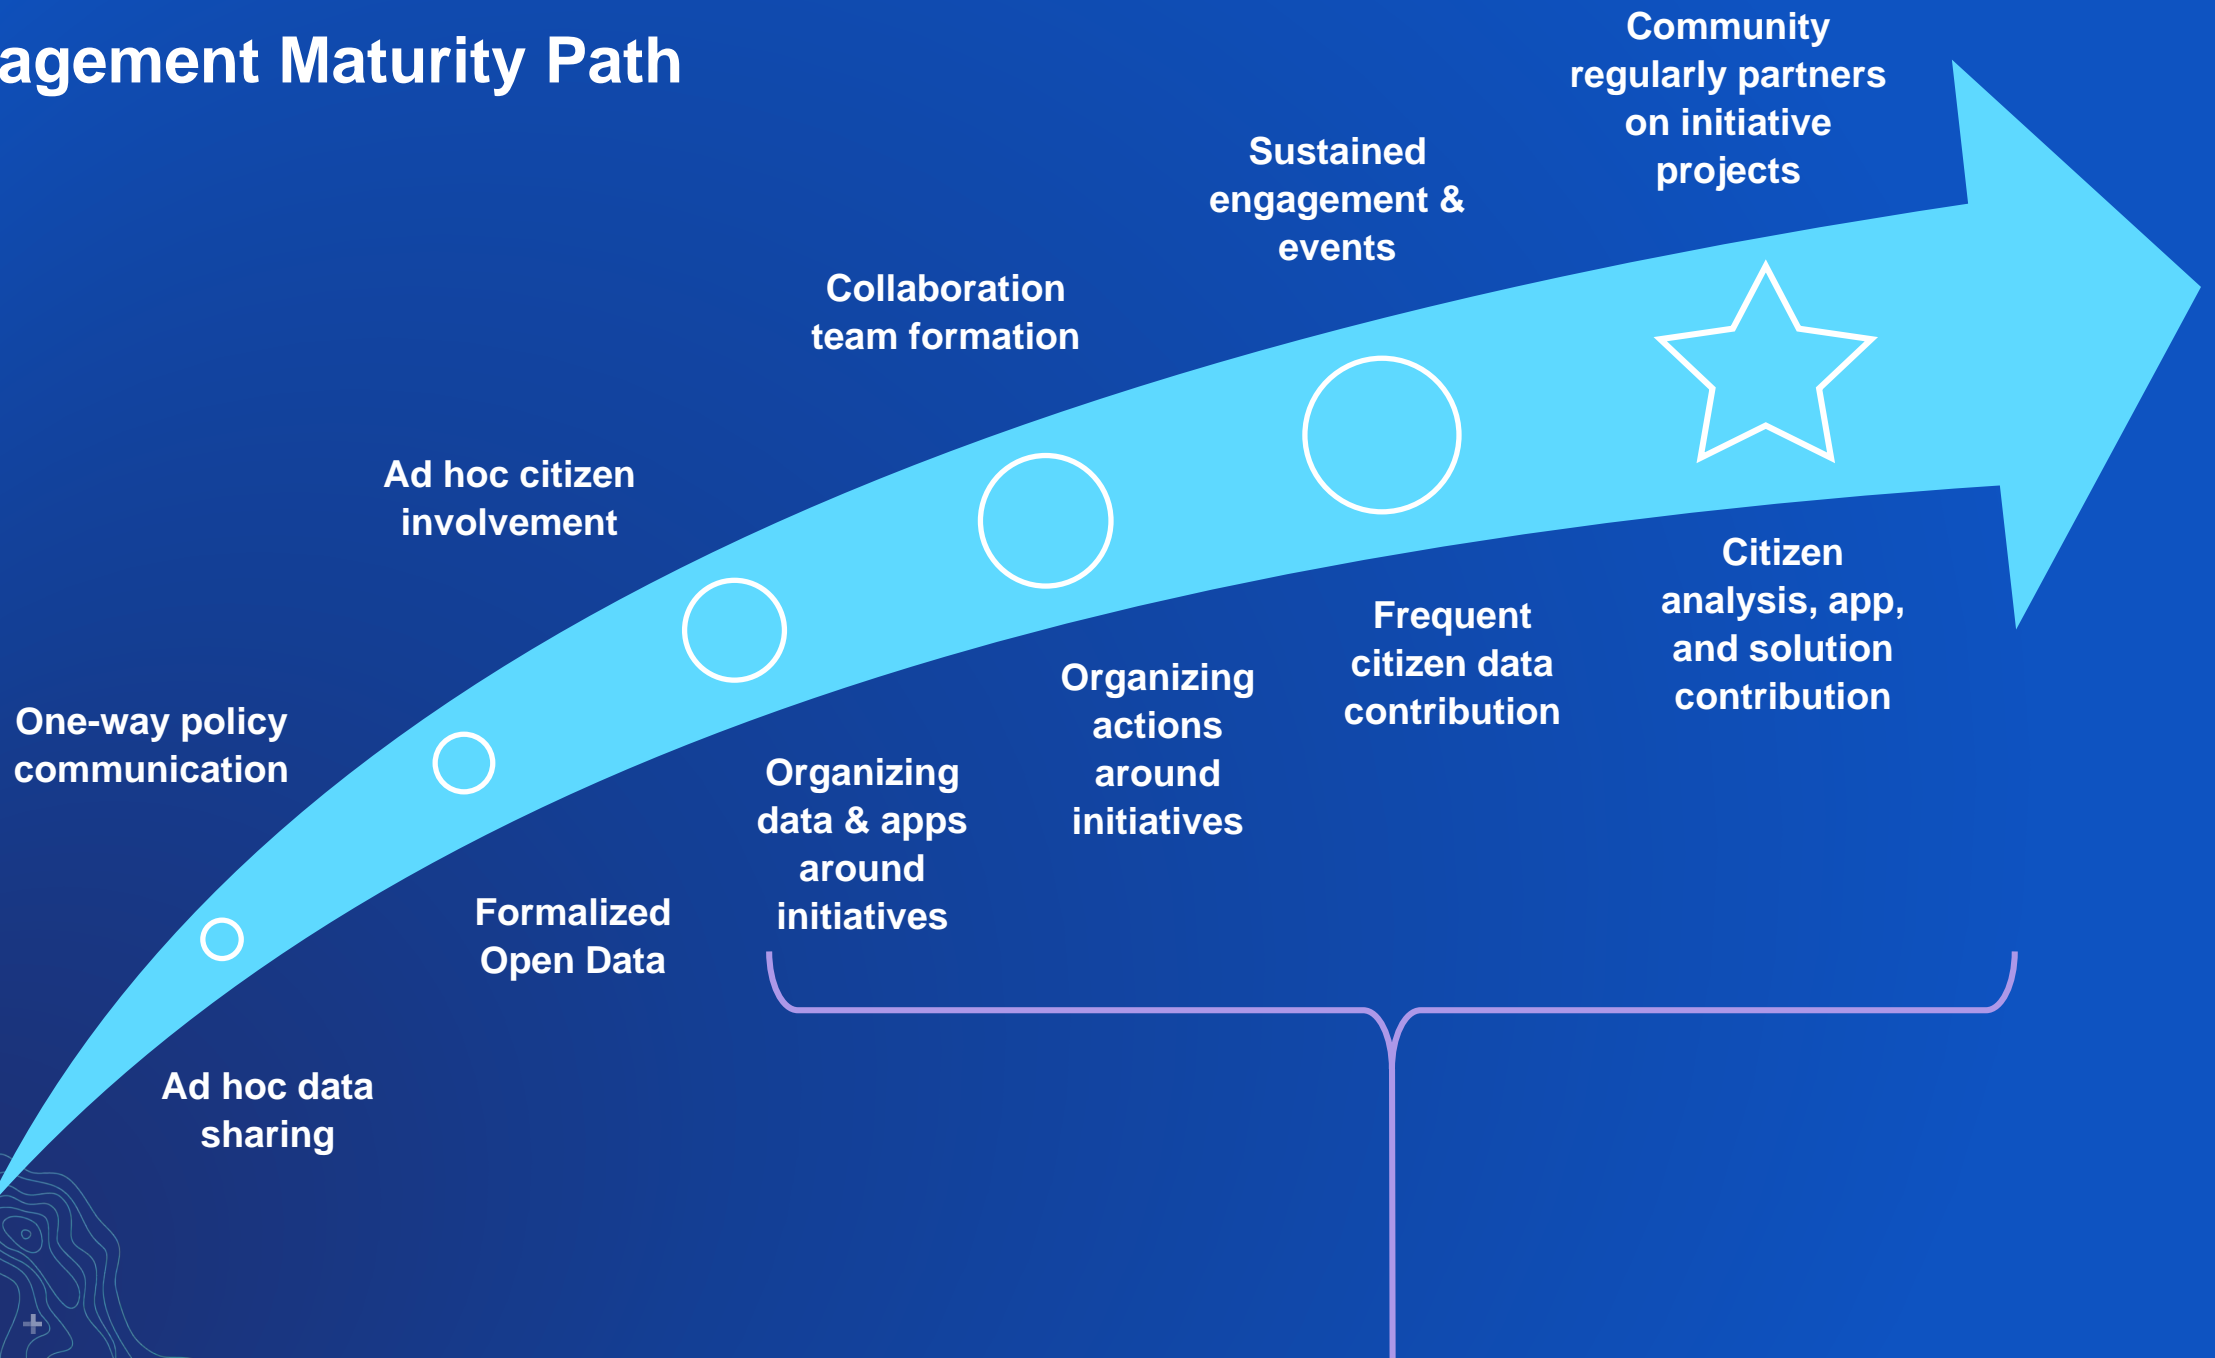 agement Maturity Path
Community
regularly partners
on initiative
projects
Sustained
engagement &
events
Collaboration
team formation
Ad hoc citizen
involvement
One-way policy
communication
Citizen
analysis, app,
and solution
contribution
Frequent
citizen data
contribution
Organizing
actions
around
initiatives
Organizing
data & apps
around
initiatives
Formalized
Open Data
Ad hoc data
sharing